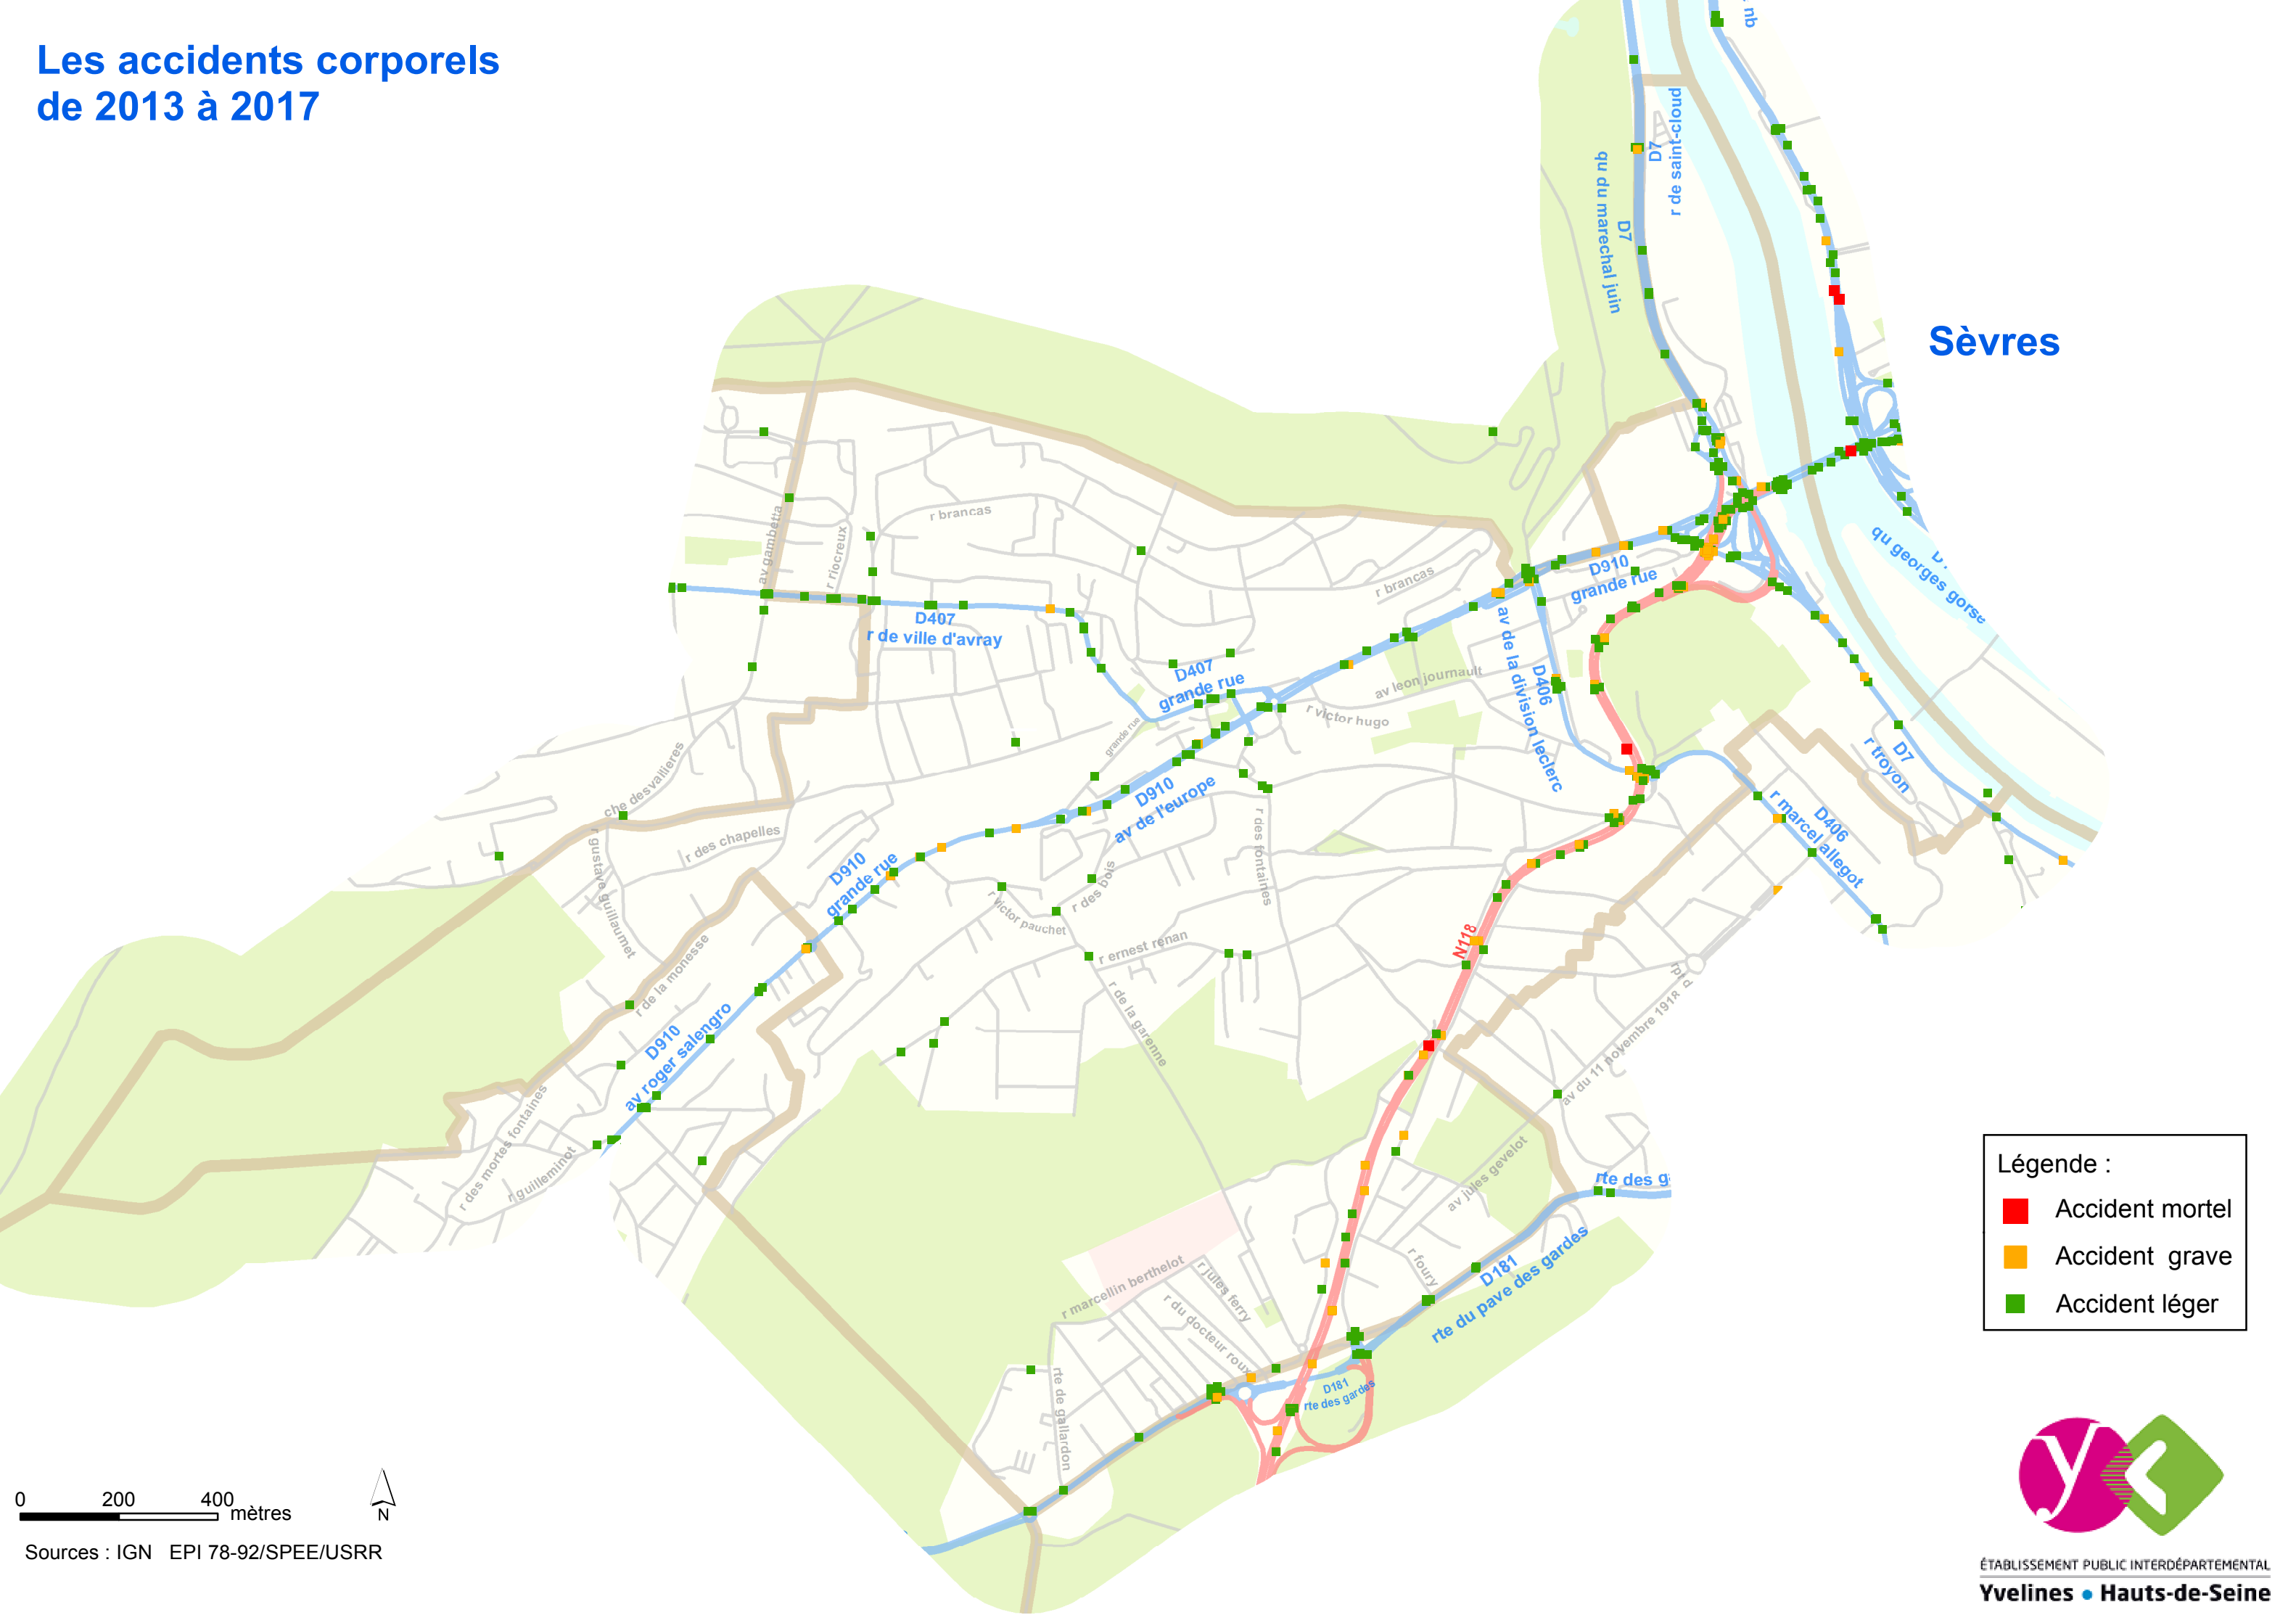 Les accidents corporels
de 2013 à 2017
nb
D7
r de saint-cloud
qu du marechal juin
D7
Sèvres
av gambetta
r riocreux
r brancas
D407
r de ville d'avray
r brancas
D910
grande rue
qu georges gorse
av de la division leclerc
D406
D407
grande rue
grande rue
av leon journault
r victor hugo
D7
r troyon
D406
r marcel allegot
che desvallieres
r des chapelles
r gustave guillaumet
D910
av de l'europe
D910
grande rue
r des fontaines
r des bois
r victor pauchet
r ernest renan
r de la garenne
N118
r de la monesse
D910
av roger salengro
r des mortes fontaines
r guilleminot
rpt d
av du 11 novembre 1918
av jules gevelot
rte des g
r foury
D181
rte du pave des gardes
r marcellin berthelot
r jules ferry
r du docteur roux
D181
rte des gardes
rte de gallardon
Légende :
Accident mortel
Accident grave
Accident léger
0 200 400
mètres
N
Sources : IGN EPI 78-92/SPEE/USRR
y
ÉTABLISSEMENT PUBLIC INTERDÉPARTEMENTAL
Yvelines • Hauts-de-Seine